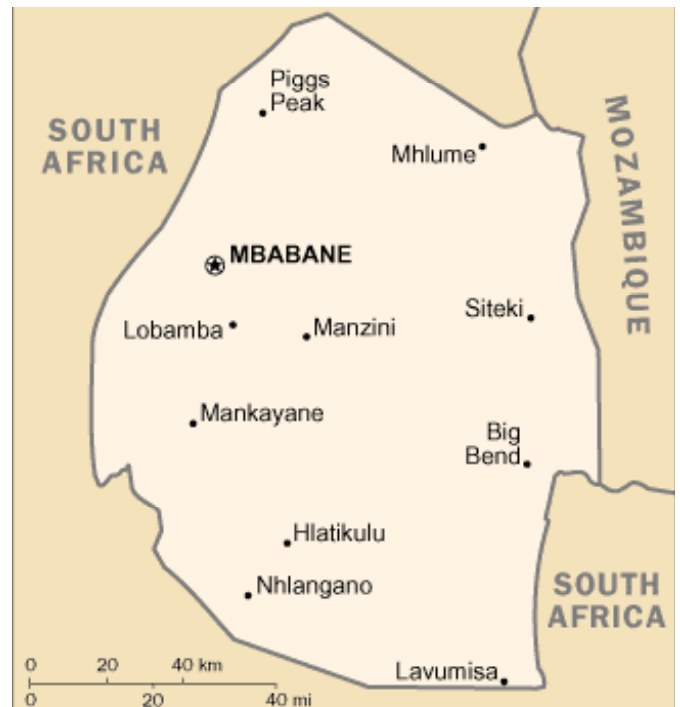 Piggs
Peak
SOUTH
AFRICA
MOZAMBIQUE
Mhlume
MBABANE
Siteki
Lobamba
Manzini
Mankayane
Big
Bend
Hlatikulu
Nhlangano
SOUTH
AFRICA
Lavumisa
0 20 40 km
0 20 40 mi